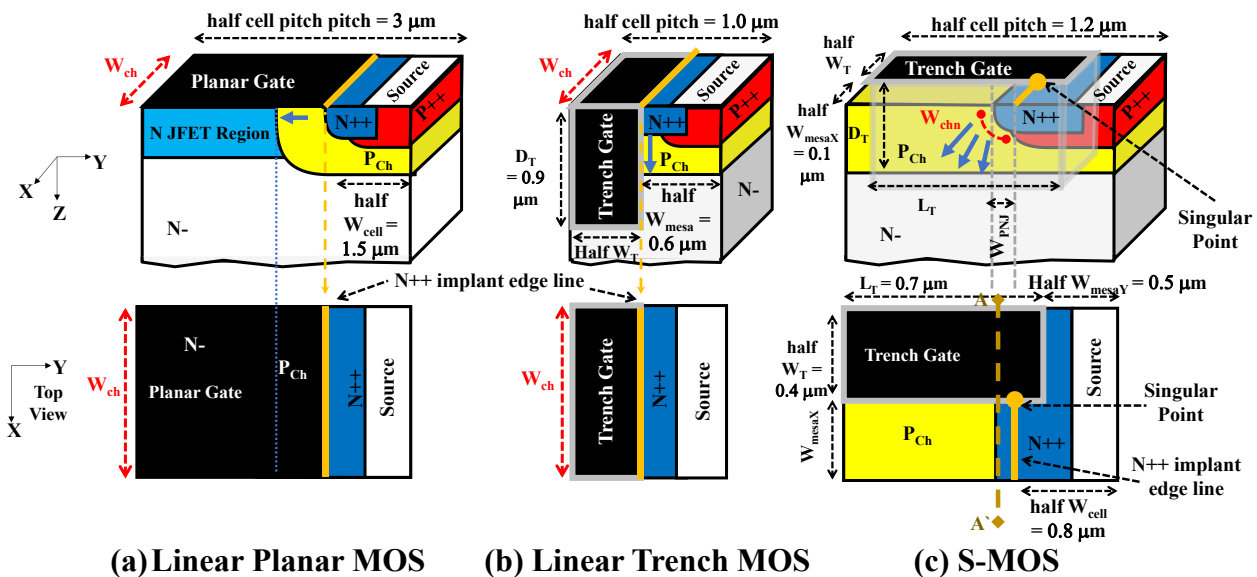 half cell pitch pitch = 3 μm
W_ch
Planar Gate
Source
N++
P++
N JFET Region
P_Ch
half
W_cell =
1.5 μm
N-
X
Y
Z
half cell pitch = 1.0 μm
W_ch
Source
N++
P++
D_T
= 0.9
μm
Trench Gate
P_Ch
half
W_mesa =
0.6 μm
N-
Half W_T
half cell pitch = 1.2 μm
half
W_T
Trench Gate
Source
P++
half
W_mesaX
= 0.1
μm
D_T
W_chn
N++
P_Ch
L_T
N-
W_PNJ
Singular
Point
N++ implant edge line
W_ch
N-
Planar Gate
P_Ch
N++
Source
Y
Top
View
X
W_ch
Trench Gate
N++
Source
L_T = 0.7 μm
Half W_mesaY = 0.5 μm
A
half
W_T =
0.4 μm
Trench Gate
Source
Singular
Point
W_mesaX
P_Ch
N++
N++ implant
edge line
A`
half W_cell
= 0.8 μm
(a) Linear Planar MOS
(b) Linear Trench MOS
(c) S-MOS